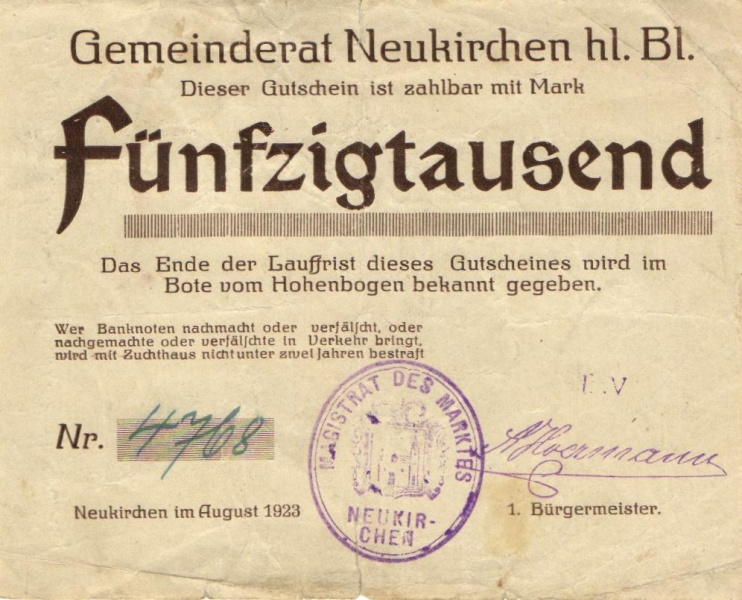 Gemeinderat Neukirchen hl. Bl.
Dieser Gutschein ist zahlbar mit Mark
Fünfzigtausend
Das Ende der Lauffrist dieses Gutscheines wird im
Bote vom Hohenbogen bekannt gegeben.
Wer Banknoten nachmacht oder verfälscht, oder
nachgemachte oder verfälschte in Verkehr bringt,
wird mit Zuchthaus nicht unter zwei Jahren bestraft
Nr. 4768
MAGISTRAT DES MARKTES
NEUKIR-
CHEN
Neukirchen im August 1923
1. Bürgermeister.